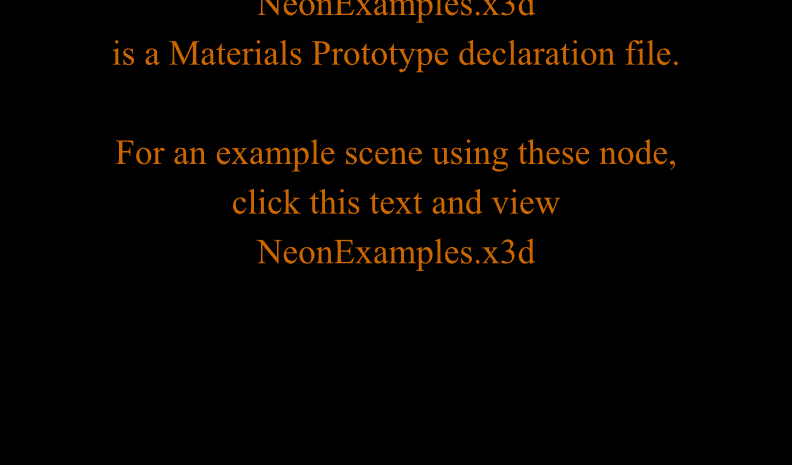 NeonExamples.x3d
is a Materials Prototype declaration file.
For an example scene using these node,
click this text and view
NeonExamples.x3d